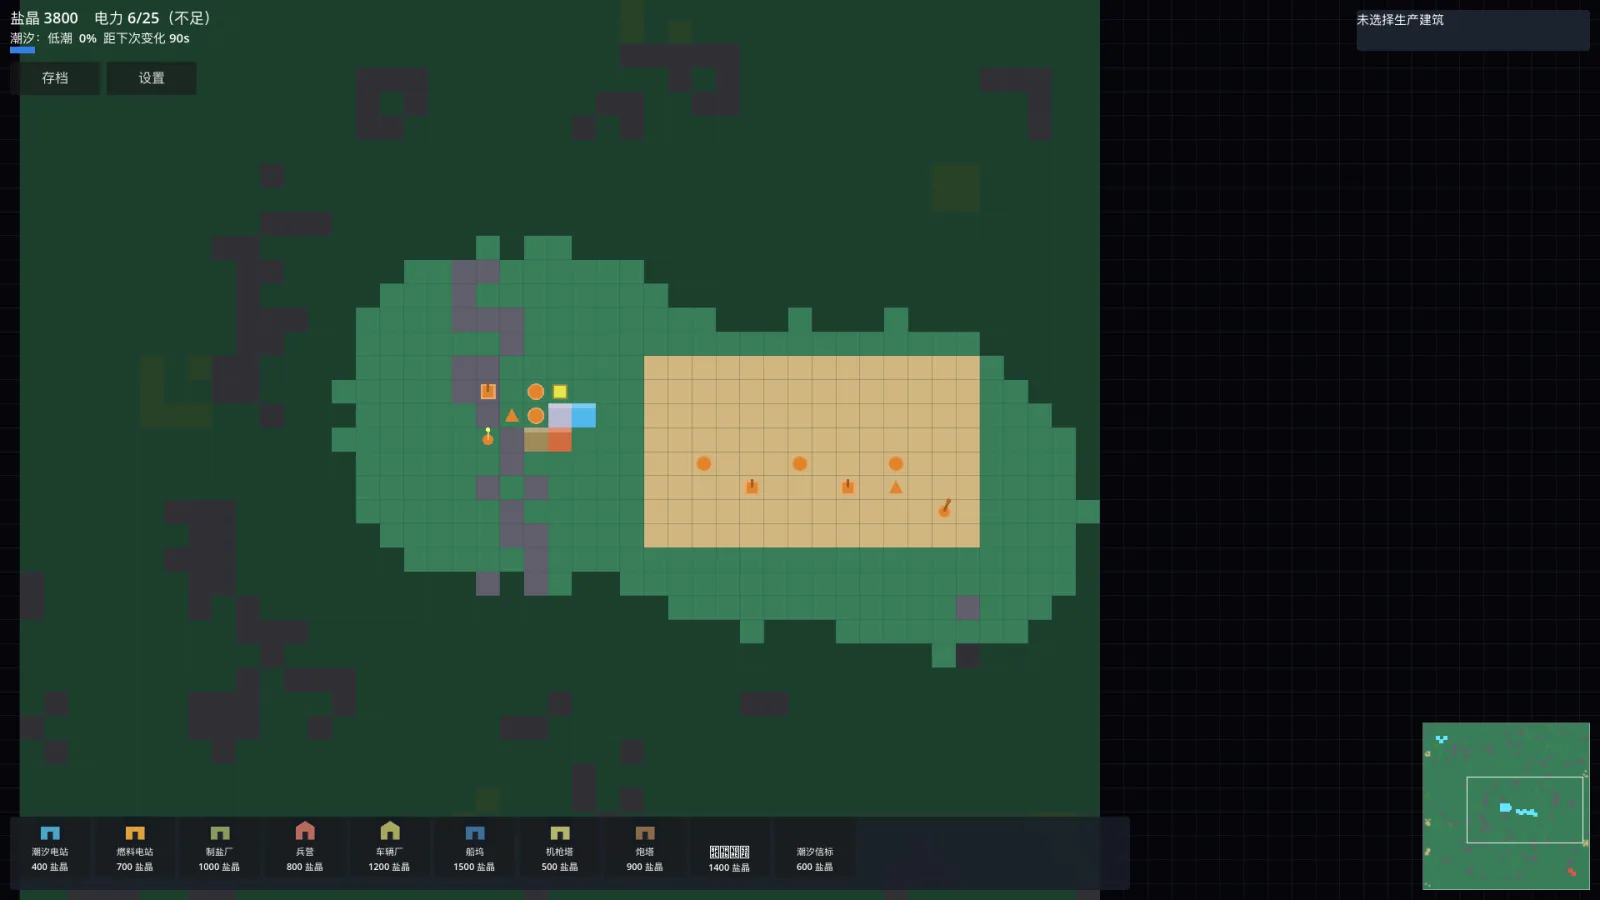 盐晶 3800 电力 6/25（不足）
潮汐：低潮 0% 距下次变化 90s
存档
设置
未选择生产建筑
潮汐电站
400 盐晶
燃料电站
700 盐晶
制盐厂
1000 盐晶
兵营
800 盐晶
车辆厂
1200 盐晶
船坞
1500 盐晶
机枪塔
500 盐晶
炮塔
900 盐晶
1400 盐晶
潮汐信标
600 盐晶